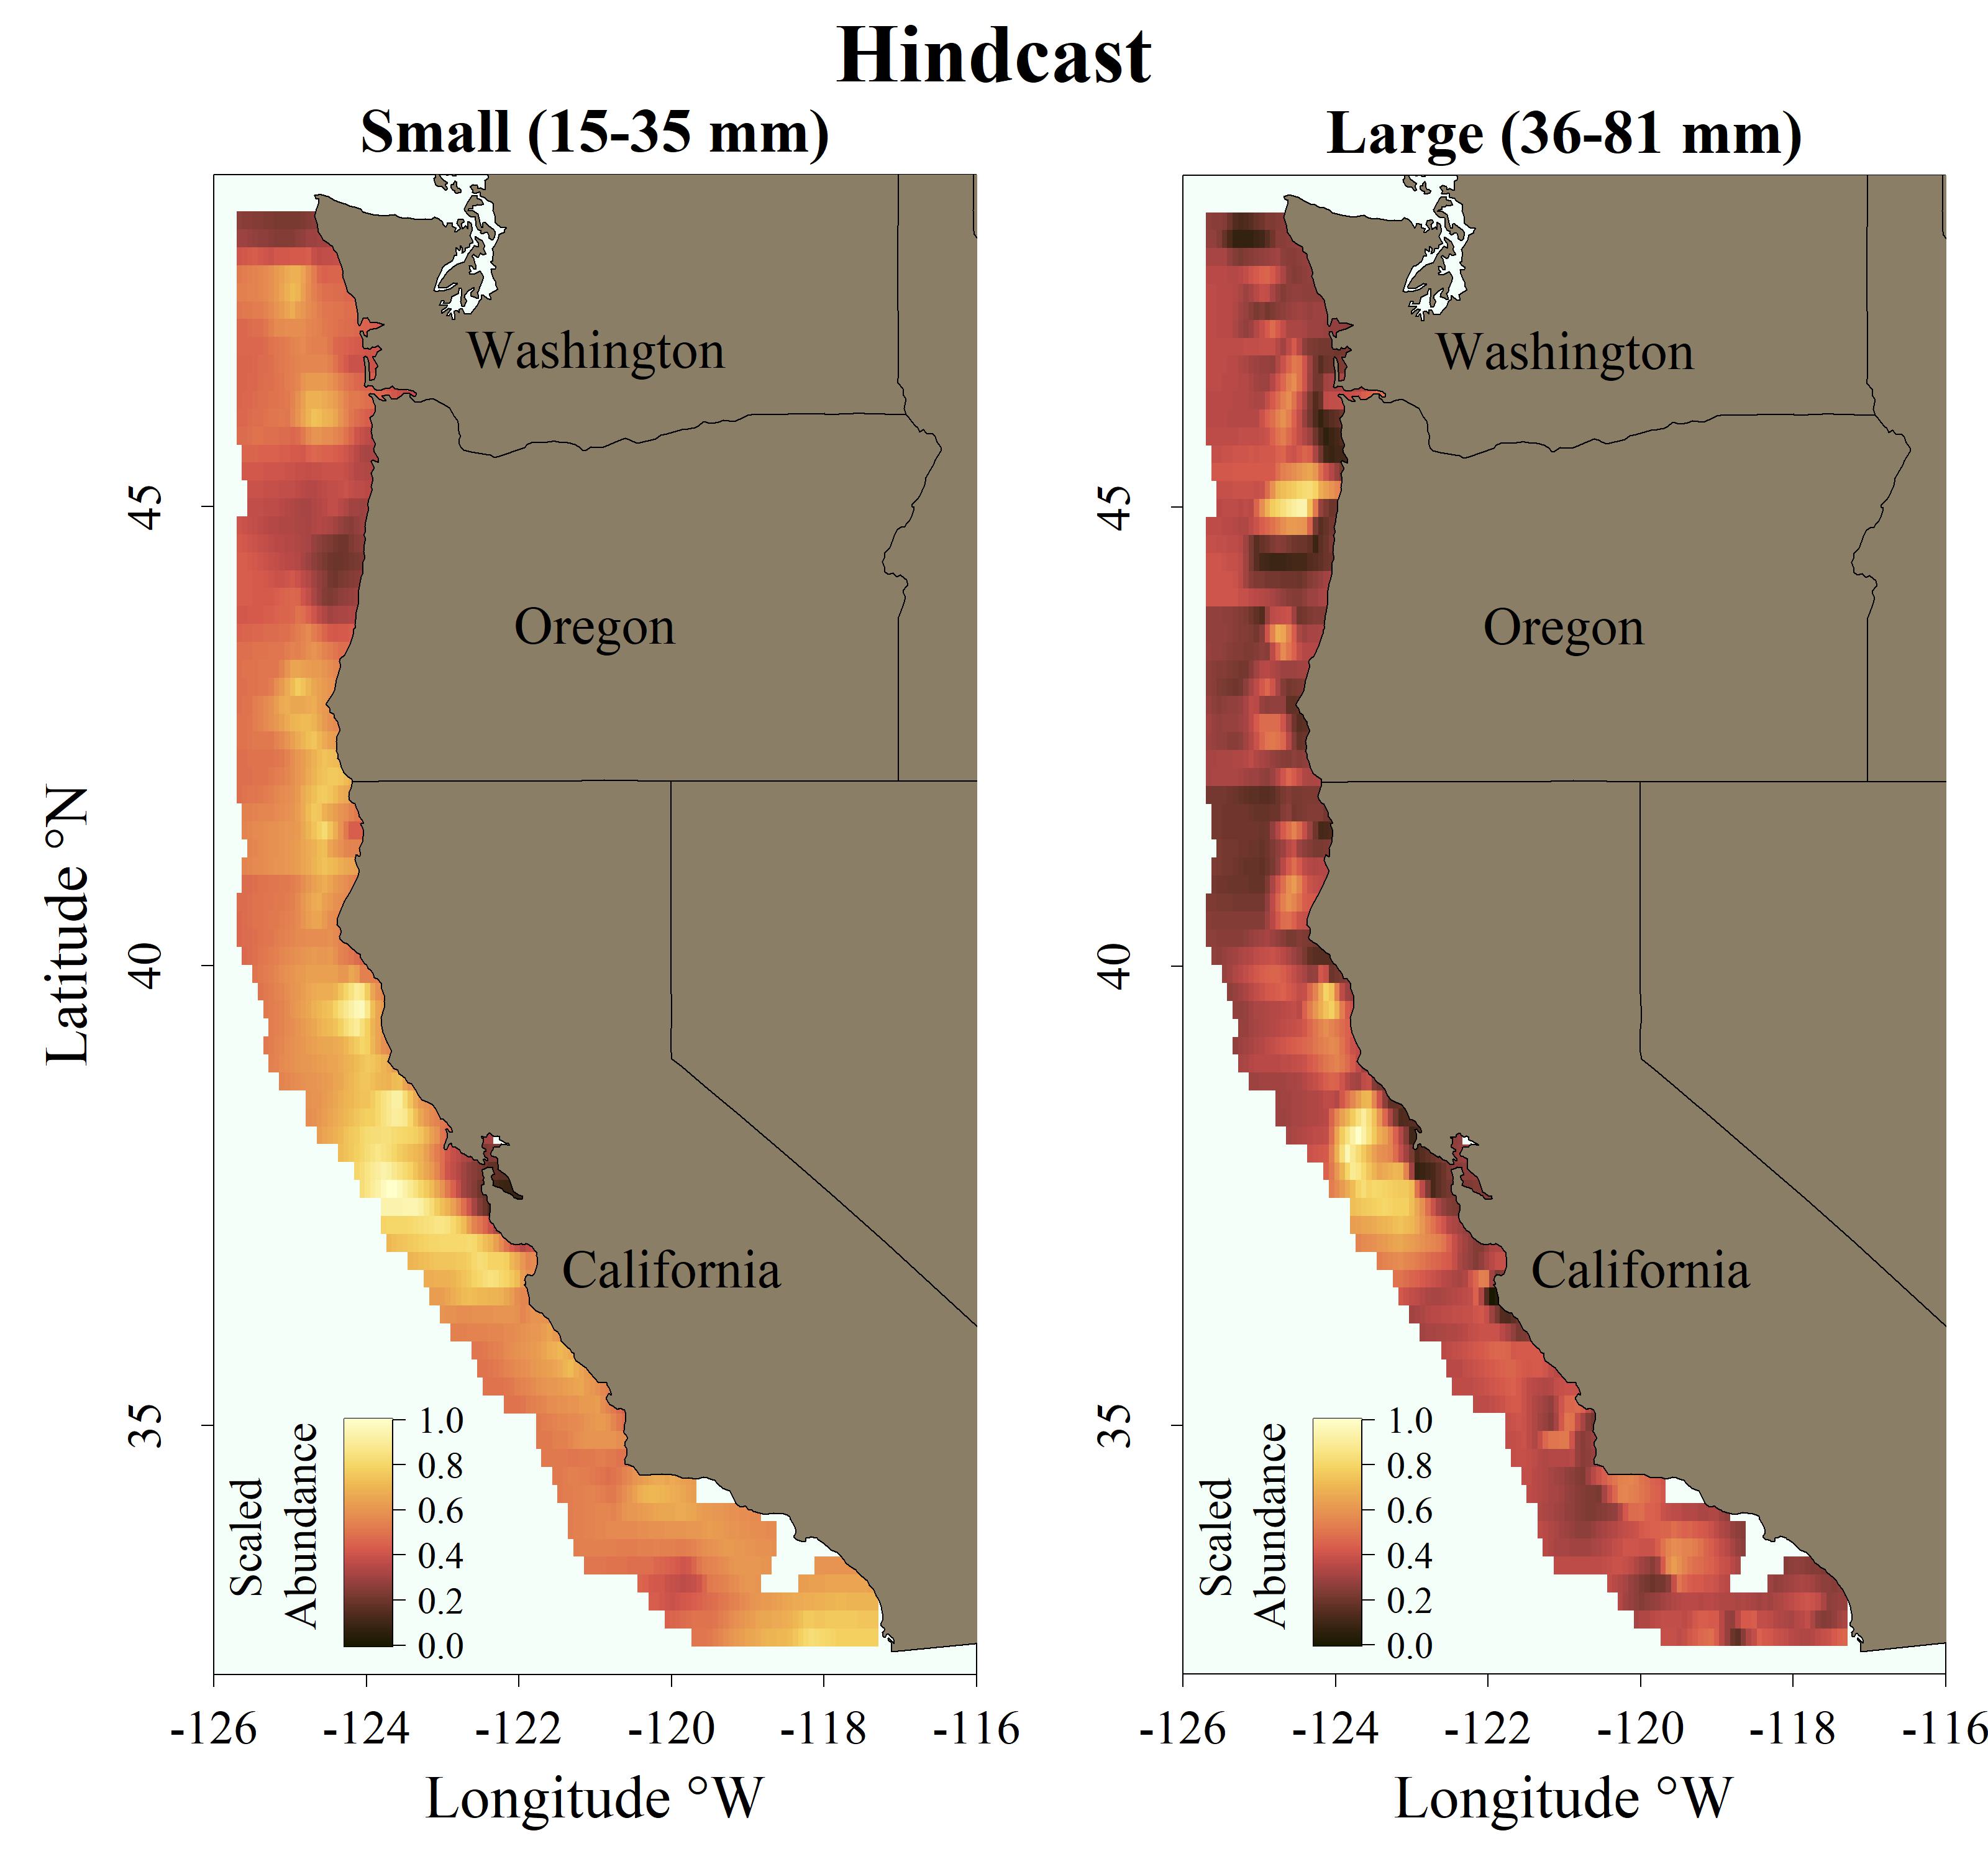 Hindcast
Small (15-35 mm)
Large (36-81 mm)
Latitude °N
45
40
35
Washington
Oregon
California
Scaled
Abundance
1.0
0.8
0.6
0.4
0.2
0.0
-126
-124
-122
-120
-118
-116
Longitude °W
45
40
35
Washington
Oregon
California
Scaled
Abundance
1.0
0.8
0.6
0.4
0.2
0.0
-126
-124
-122
-120
-118
-116
Longitude °W